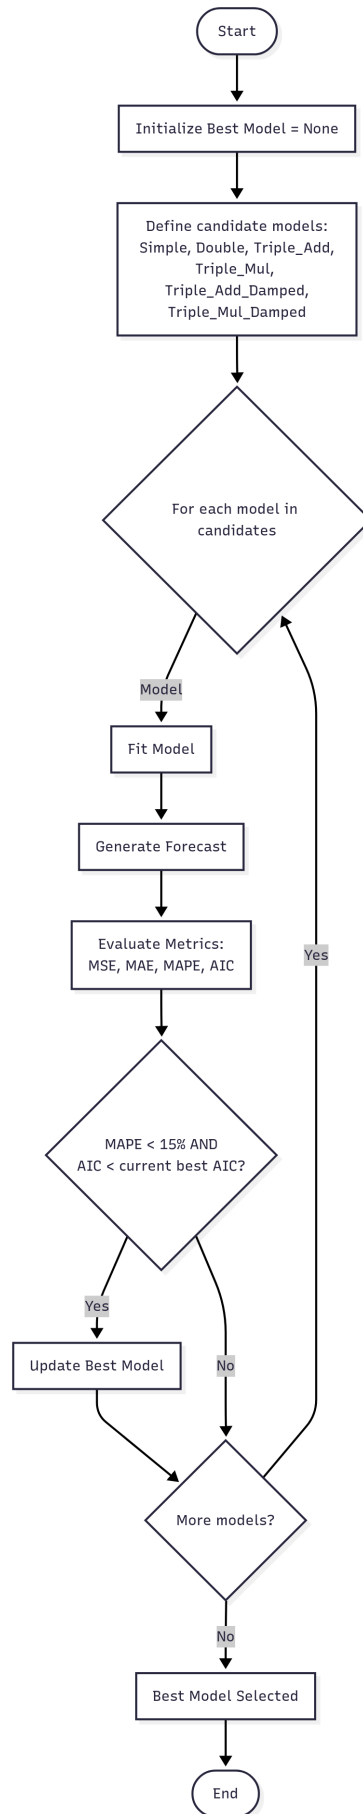 Start
Initialize Best Model = None
Define candidate models:
Simple, Double, Triple_Add,
Triple_Mul,
Triple_Add_Damped,
Triple_Mul_Damped
For each model in
candidates
Model
Fit Model
Generate Forecast
Evaluate Metrics:
MSE, MAE, MAPE, AIC
Yes
MAPE < 15% AND
AIC < current best AIC?
Yes
Update Best Model
No
More models?
No
Best Model Selected
End